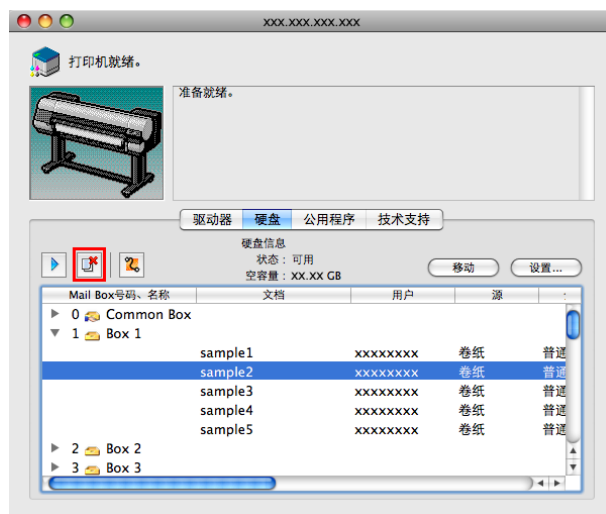 xxx.xxx.xxx.xxx
打印机就绪。
准备就绪。
驱动器 硬盘 公用程序 技术支持
硬盘信息
状态： 可用
空容量： XX.XX GB
移动 设置...
Mail Box号码、名称 文档 用户 源
0 Common Box
1 Box 1
sample1 xxxxxxxx 卷纸 普通
sample2 xxxxxxxx 卷纸 普通
sample3 xxxxxxxx 卷纸 普通
sample4 xxxxxxxx 卷纸 普通
sample5 xxxxxxxx 卷纸 普通
2 Box 2
3 Box 3